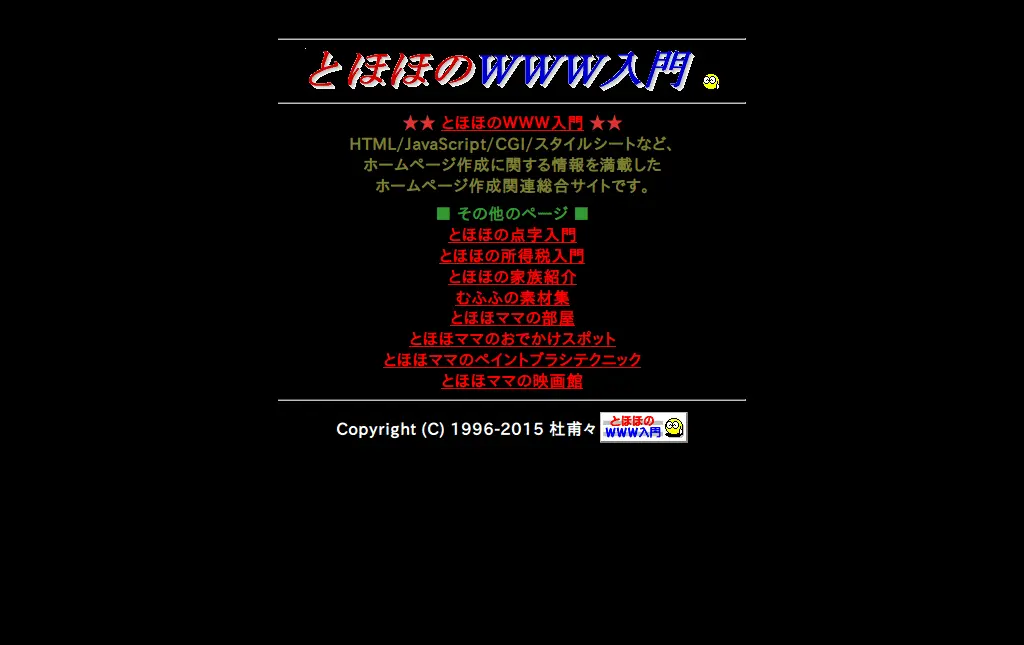 とほほのWWW入門
★★ とほほのWWW入門 ★★
HTML/JavaScript/CGI/スタイルシートなど、
ホームページ作成に関する情報を満載した
ホームページ作成関連総合サイトです。
■ その他のページ ■
とほほの点字入門
とほほの所得税入門
とほほの家族紹介
むふふの素材集
とほほママの部屋
とほほママのおでかけスポット
とほほママのペイントブラシテクニック
とほほママの映画館
Copyright (C) 1996-2015 杜甫々
とほほの
WWW入門